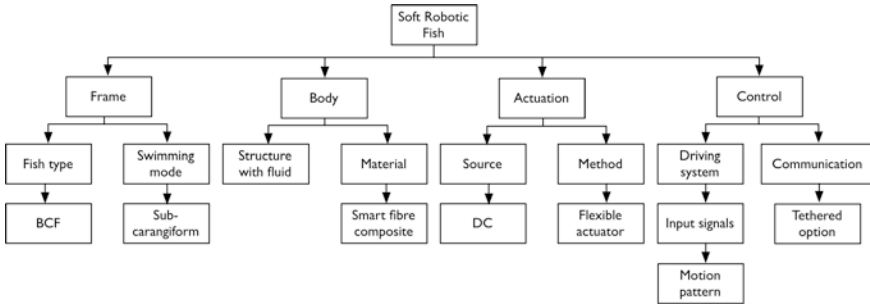 Soft Robotic
Fish
Frame
Body
Actuation
Control
Fish type
Swimming
mode
Structure
with fluid
Material
Source
Method
Driving
system
Communication
BCF
Sub-
carangiform
Smart fibre
composite
DC
Flexible
actuator
Input signals
Tethered
option
Motion
pattern